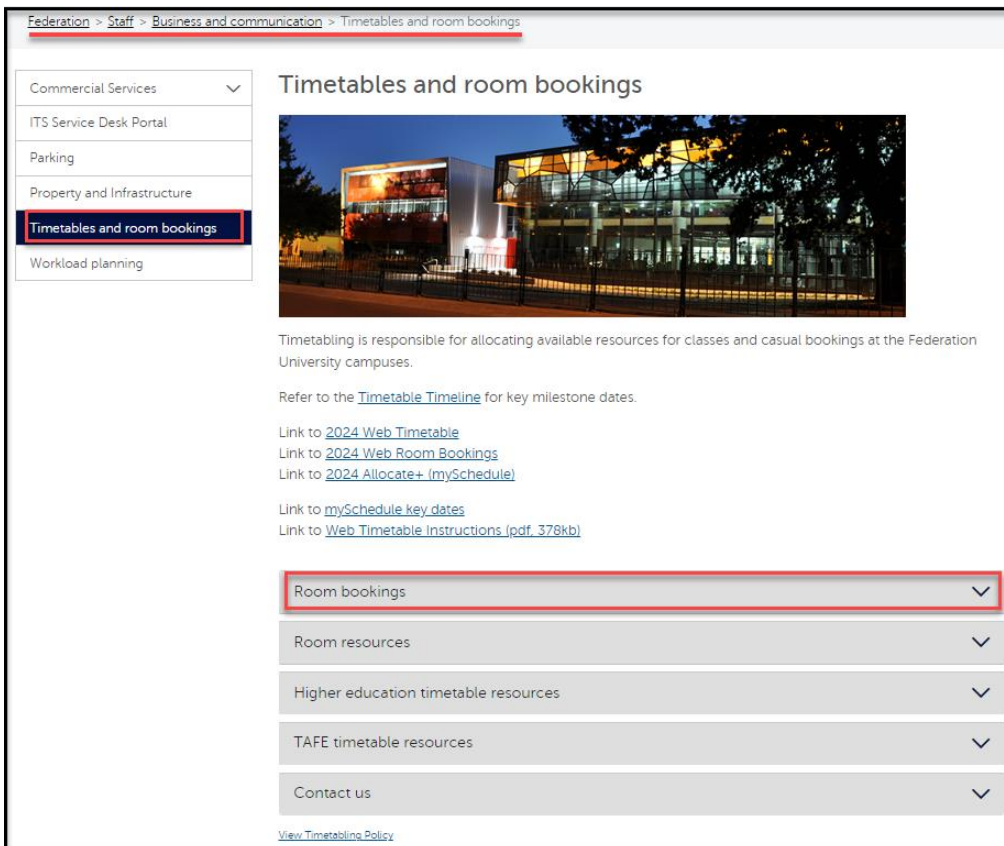 Federation > Staff > Business and communication > Timetables and room bookings
Commercial Services
ITS Service Desk Portal
Parking
Property and Infrastructure
Timetables and room bookings
Workload planning
Timetables and room bookings
Timetabling is responsible for allocating available resources for classes and casual bookings at the Federation
University campuses.
Refer to the Timetable Timeline for key milestone dates.
Link to 2024 Web Timetable
Link to 2024 Web Room Bookings
Link to 2024 Allocate+ (mySchedule)
Link to mySchedule key dates
Link to Web Timetable Instructions (pdf, 378kb)
Room bookings
Room resources
Higher education timetable resources
TAFE timetable resources
Contact us
View Timetabling Policy